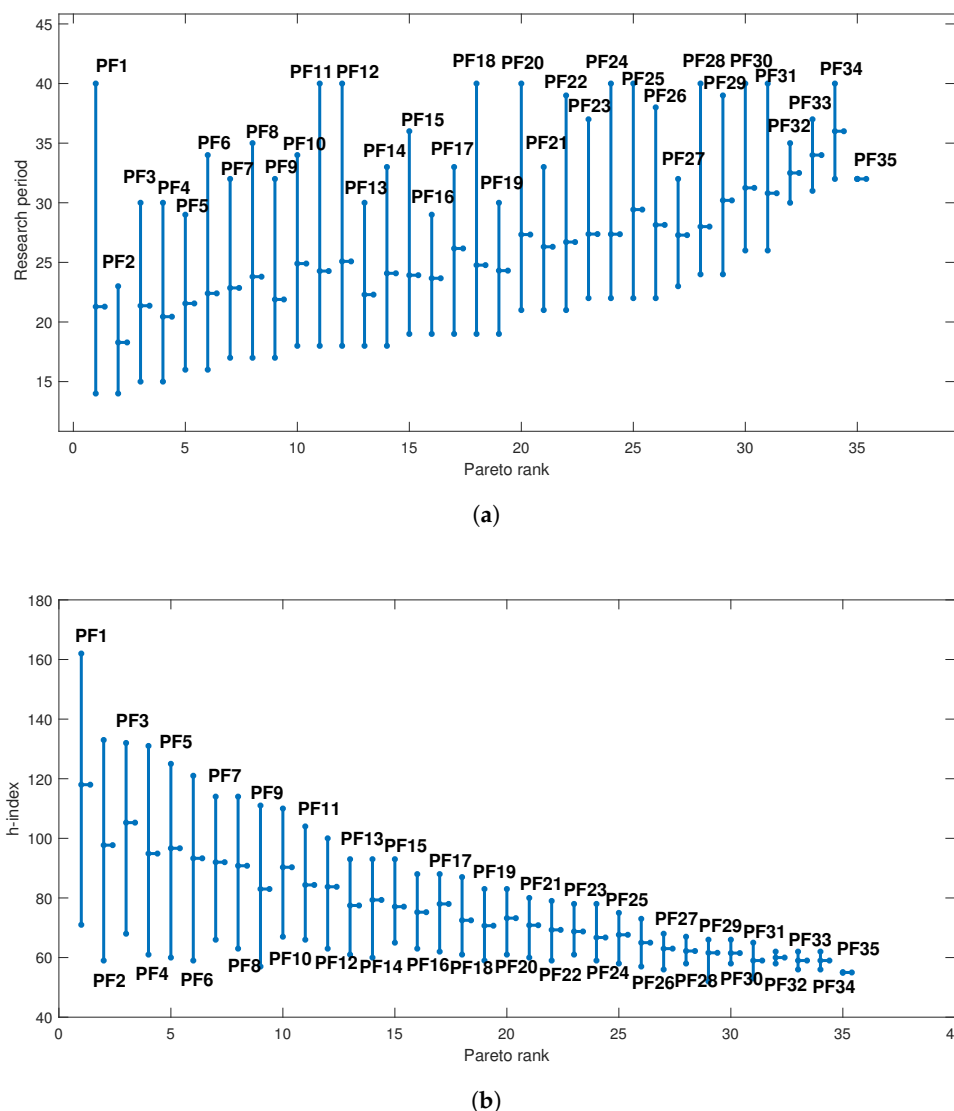 45
40
35
30
25
20
15
Research period
PF1
PF2
PF3
PF4
PF5
PF6
PF7
PF8
PF9
PF10
PF11
PF12
PF13
PF14
PF15
PF16
PF17
PF18
PF19
PF20
PF21
PF22
PF23
PF24
PF25
PF26
PF27
PF28
PF29
PF30
PF31
PF32
PF33
PF34
PF35
0 5 10 15 20 25 30 35
Pareto rank
(a)
180
160
140
120
100
80
60
40
h-index
PF1
PF2
PF3
PF4
PF5
PF6
PF7
PF8
PF9
PF10
PF11
PF12
PF13
PF14
PF15
PF16
PF17
PF18
PF19
PF20
PF21
PF22
PF23
PF24
PF25
PF26
PF27
PF28
PF29
PF30
PF31
PF32
PF33
PF34
PF35
0 5 10 15 20 25 30 35 4
Pareto rank
(b)